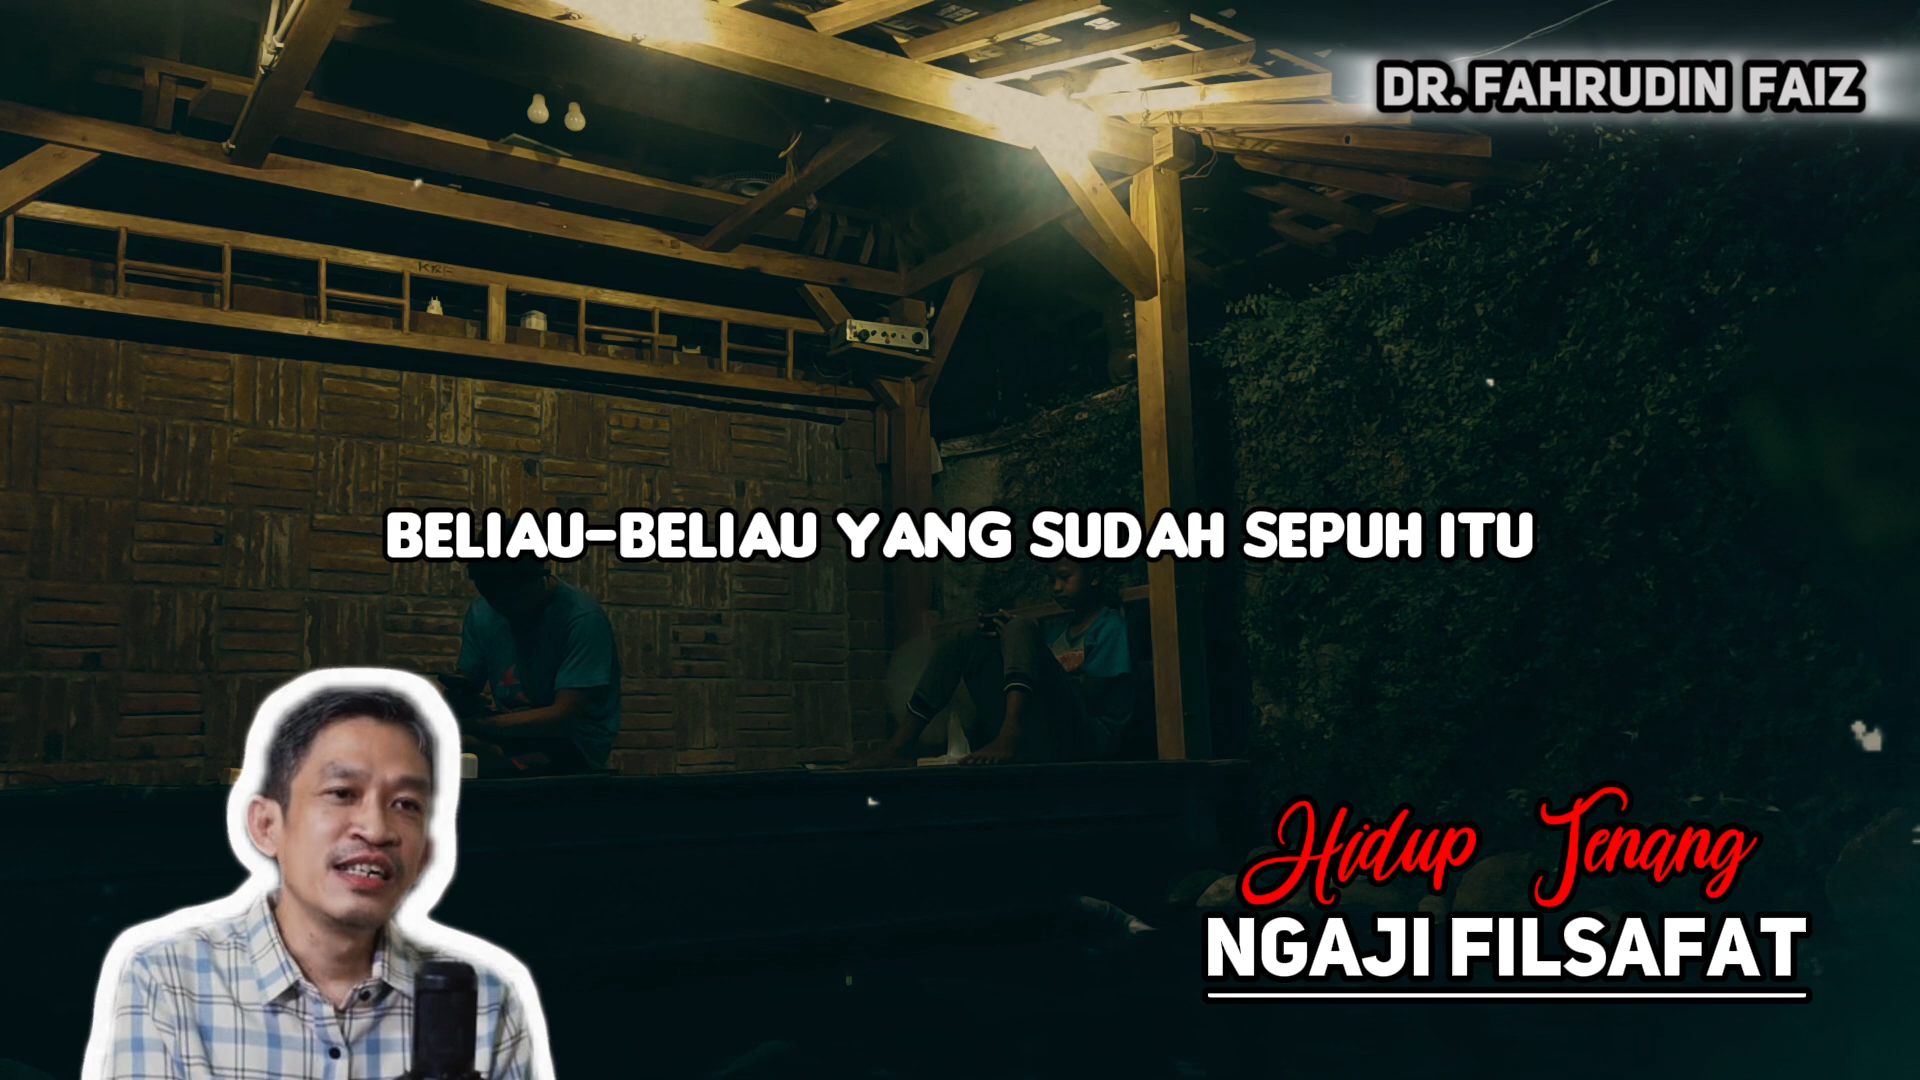 DR. FAHRUDIN FAIZ
BELIAU-BELIAU YANG SUDAH SEPUH ITU
Hidup Tenang
NGAJI FILSAFAT